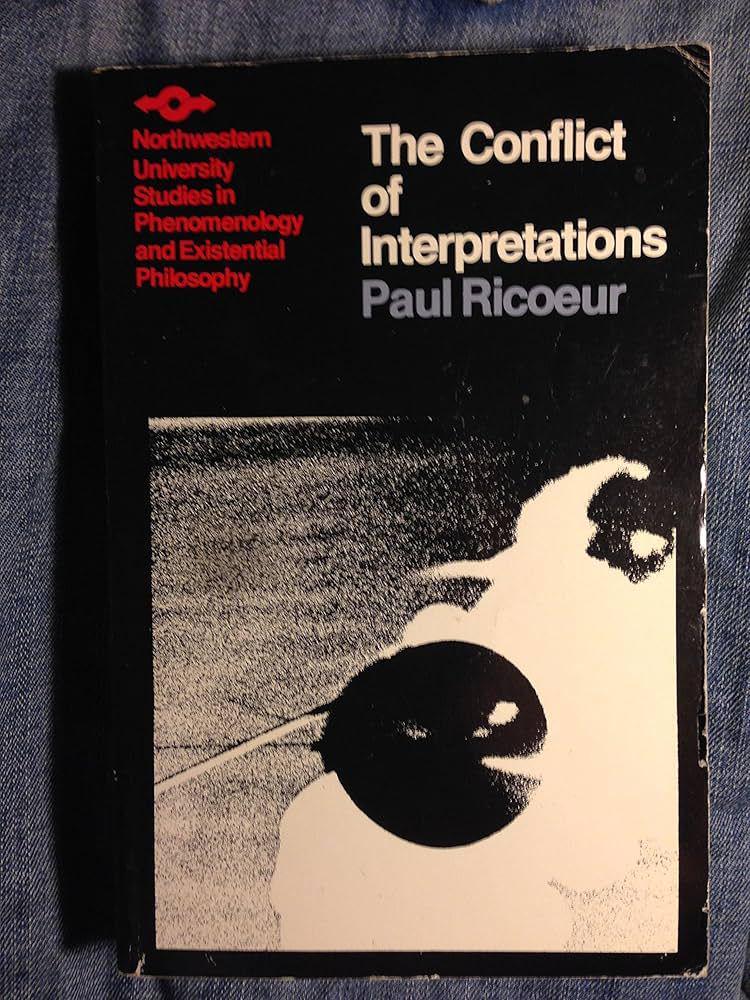 Northwestern
University
Studies in
Phenomenology
and Existential
Philosophy
The Conflict
of
Interpretations
Paul Ricoeur